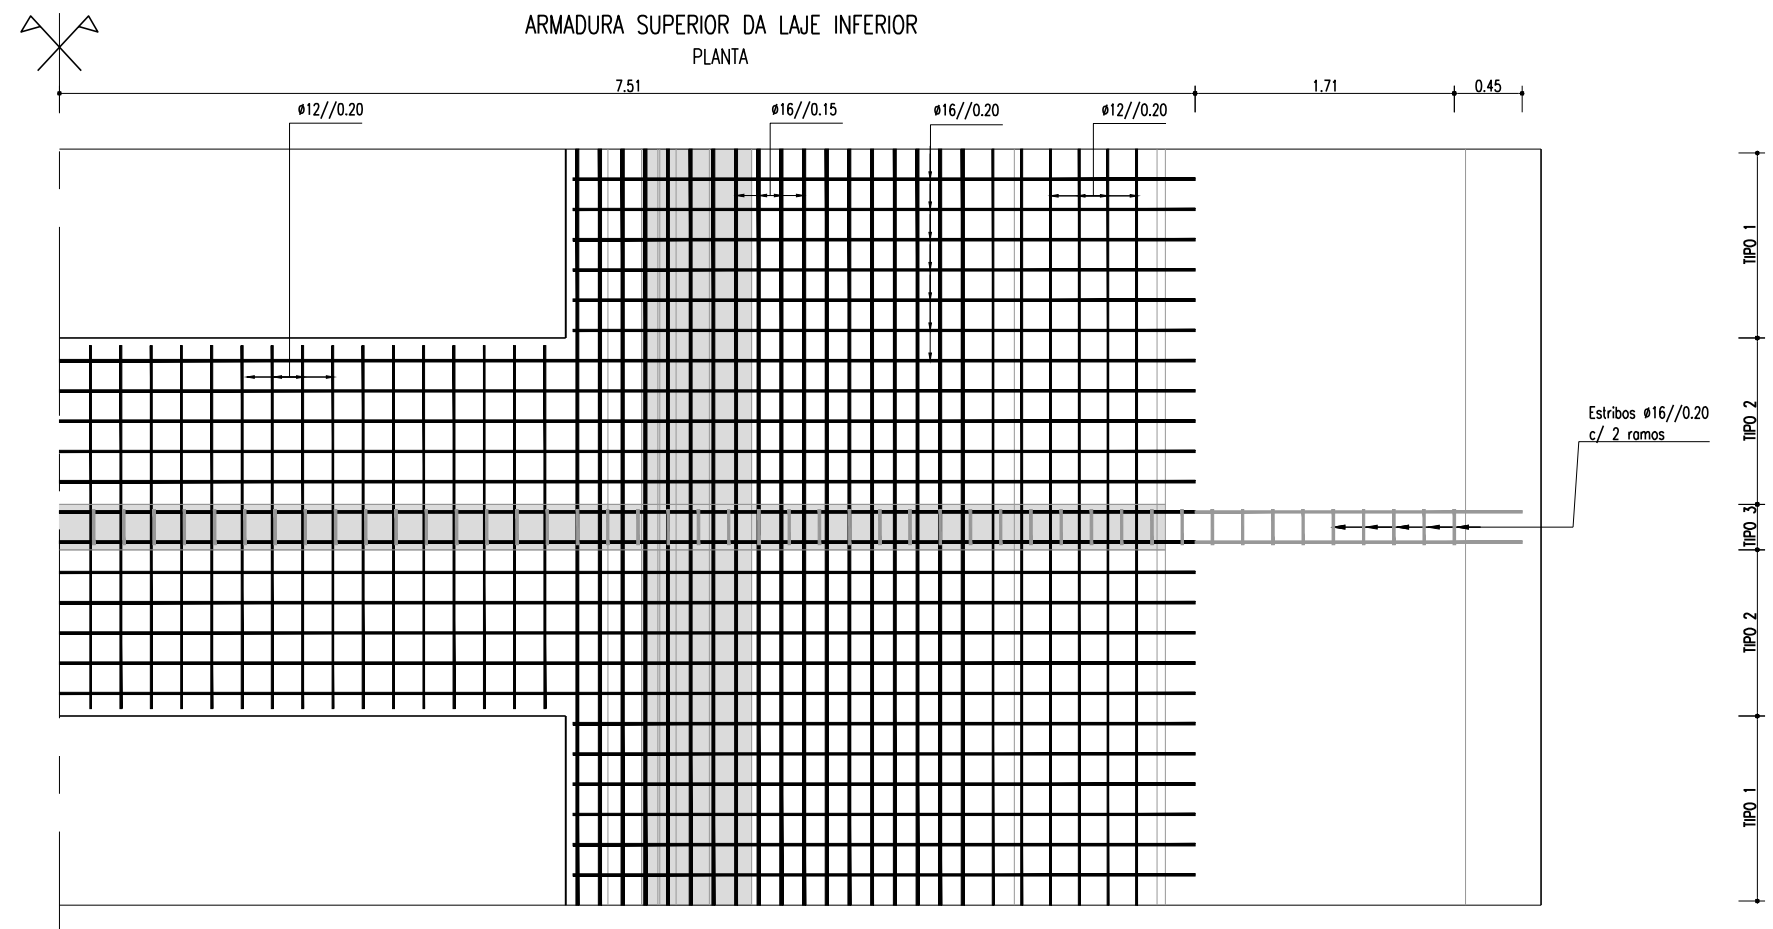 ARMADURA SUPERIOR DA LAJE INFERIOR
PLANTA
7.51
1.71
0.45
ø12//0.20
ø16//0.15
ø16//0.20
ø12//0.20
TIPO 1
TIPO 2
Estribos ø16//0.20
c/ 2 ramos
TIPO 3
TIPO 2
TIPO 1